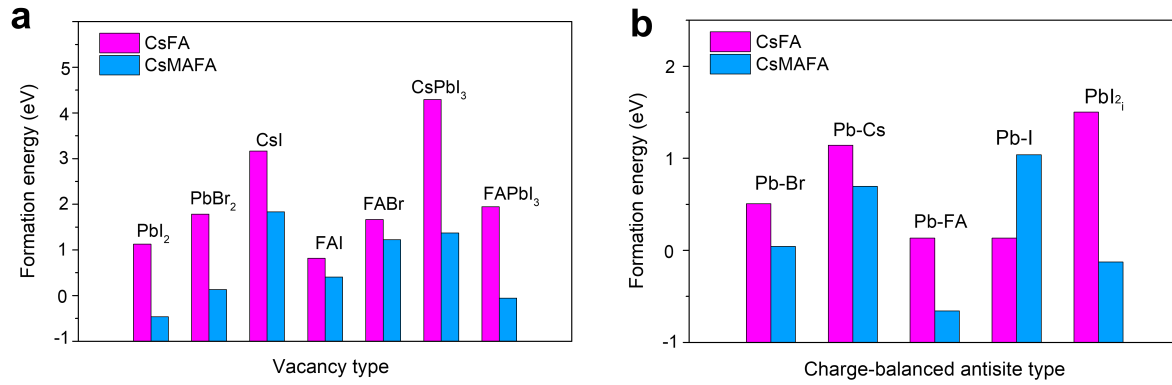 a
CsFA
CsMAFA
5
4
3
2
1
0
-1
Formation energy (eV)
PbI₂
PbBr₂
CsI
FAI
FABr
CsPbI₃
FAPbI₃
Vacancy type
b
CsFA
CsMAFA
2
1
0
-1
Formation energy (eV)
Pb-Br
Pb-Cs
Pb-FA
Pb-I
PbI2ᵢ
Charge-balanced antisite type